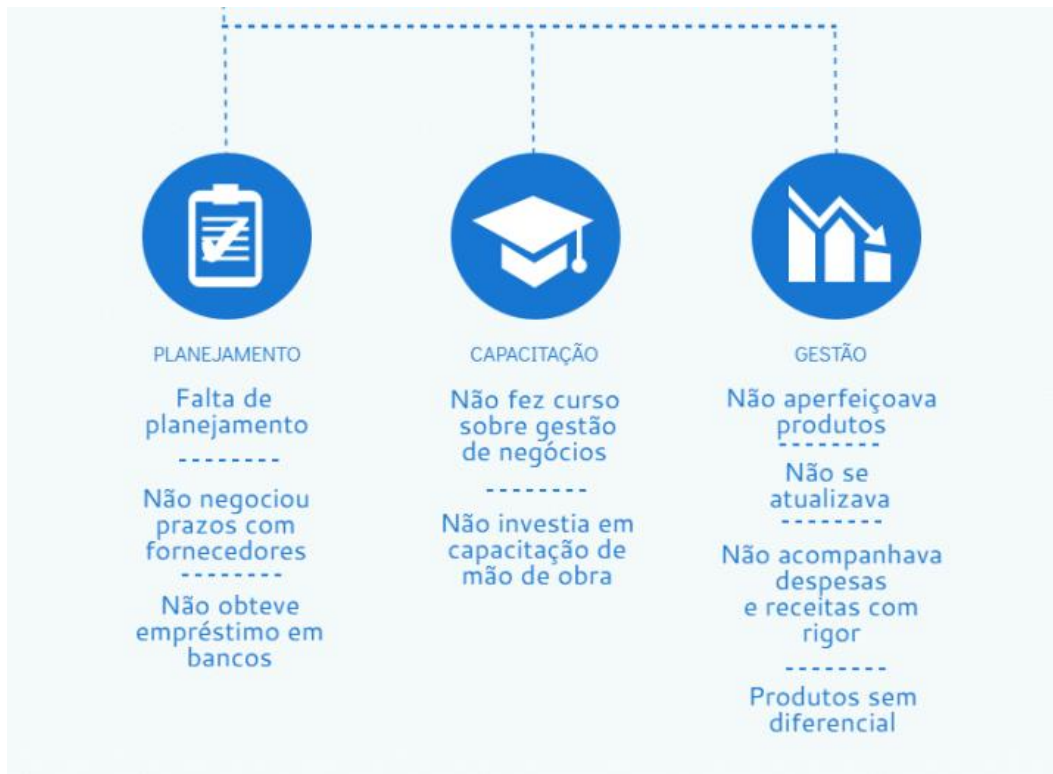 PLANEJAMENTO
Falta de
planejamento
Não negociou
prazos com
fornecedores
Não obteve
empréstimo em
bancos
CAPACITAÇÃO
Não fez curso
sobre gestão
de negócios
Não investia em
capacitação de
mão de obra
GESTÃO
Não aperfeiçoava
produtos
Não se
atualizava
Não acompanhava
despesas
e receitas com
rigor
Produtos sem
diferencial